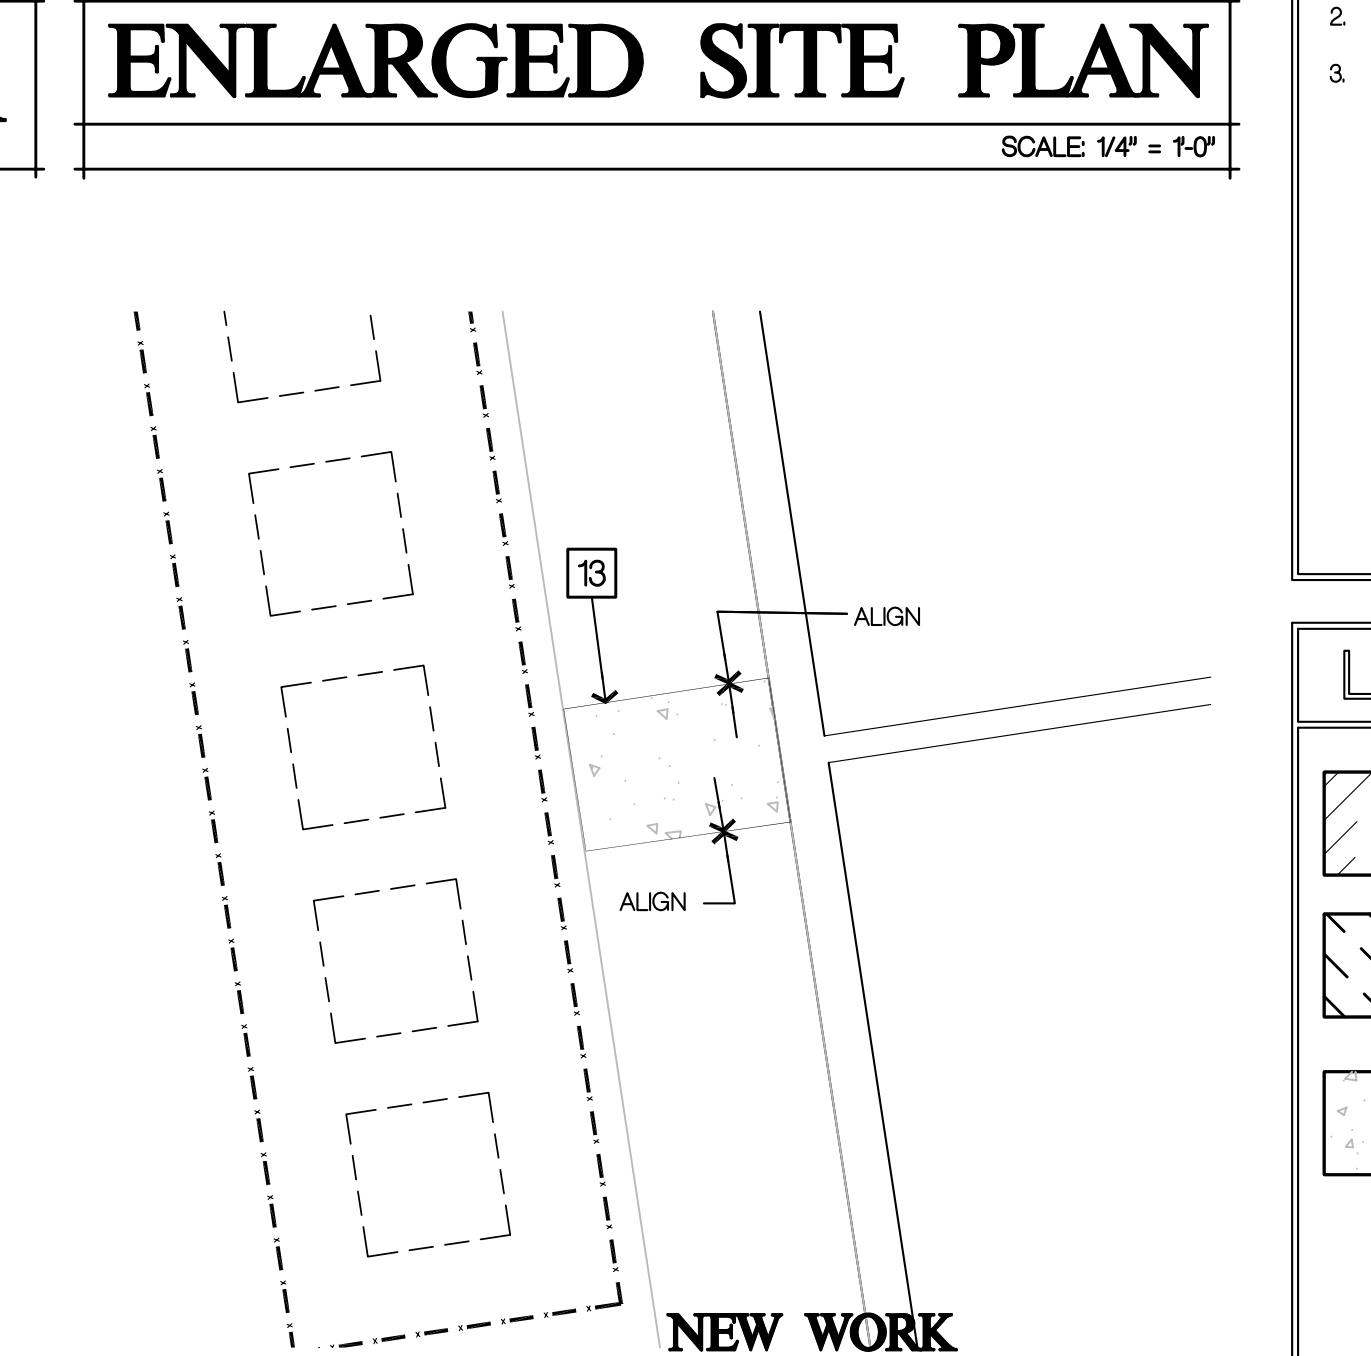 ENLARGED SITE PLAN
SCALE: 1/4" = 1'-0"
2.
3.
13
ALIGN
ALIGN
NEW WORK